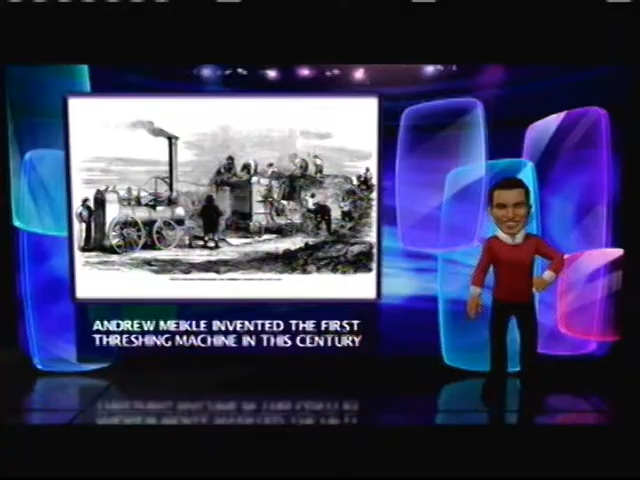 ANDREW MEIKLE INVENTED THE FIRST
THRESHING MACHINE IN THIS CENTURY